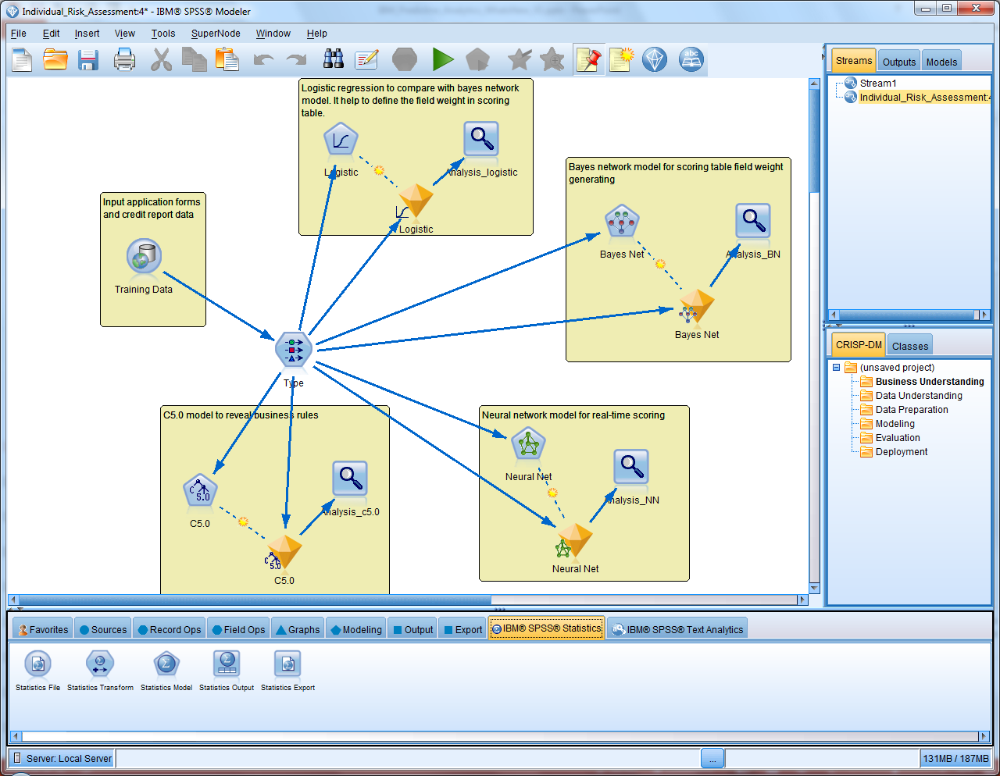 Individual_Risk_Assessment:4* - IBM® SPSS® Modeler
File Edit Insert View Tools SuperNode Window Help
abc
Streams Outputs Models
Stream1
Individual_Risk_Assessment:4
Logistic regression to compare with bayes network
model. It help to define the field weight in scoring
table.
Logistic
Analysis_logistic
Logistic
Bayes network model for scoring table field weight
generating
Bayes Net
Analysis_BN
Bayes Net
Input application forms
and credit report data
Training Data
Type
C5.0 model to reveal business rules
C 5.0
C5.0
Analysis_c5.0
C 5.0
C5.0
Neural network model for real-time scoring
Neural Net
Analysis_NN
Neural Net
CRISP-DM Classes
(unsaved project)
Business Understanding
Data Understanding
Data Preparation
Modeling
Evaluation
Deployment
Favorites Sources Record Ops Field Ops Graphs Modeling Output Export IBM® SPSS® Statistics IBM® SPSS® Text Analytics
Statistics File Statistics Transform Statistics Model Statistics Output Statistics Export
Server: Local Server
...
131MB / 187MB